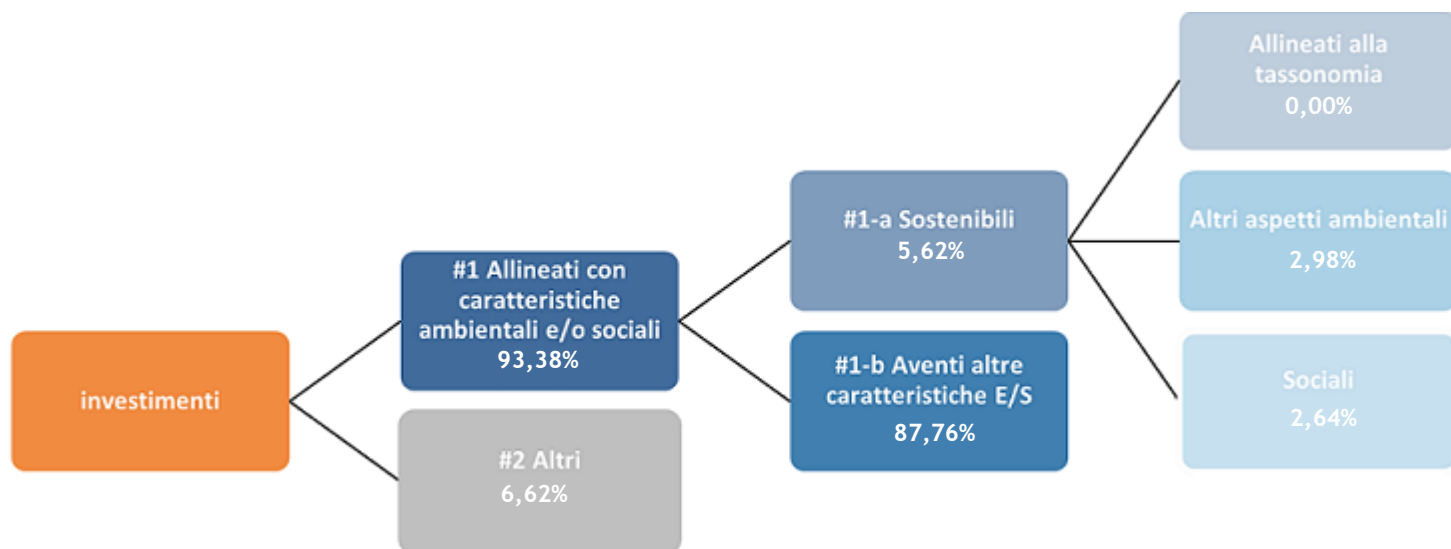 investimenti
#1 Allineati con
caratteristiche
ambientali e/o sociali
93,38%
#2 Altri
6,62%
#1-a Sostenibili
5,62%
#1-b Aventi altre
caratteristiche E/S
87,76%
Allineati alla
tassonomia
0,00%
Altri aspetti ambientali
2,98%
Sociali
2,64%